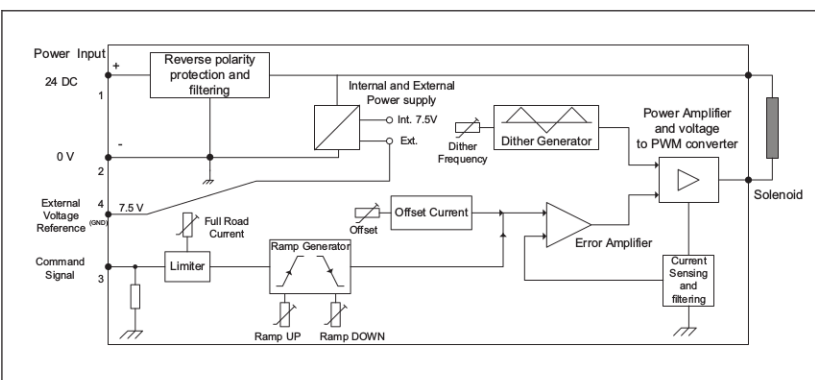 Power Input
+
24 DC
1
Reverse polarity
protection and
filtering
Internal and External
Power supply
Int. 7.5V
Ext.
Dither
Frequency
Dither Generator
Power Amplifier
and voltage
to PWM converter
-
0 V
2
Solenoid
External
Voltage
Reference
4
(GND)
7.5 V
Full Road
Current
Offset
Offset Current
Error Amplifier
Command
Signal
3
Limiter
Ramp Generator
Current
Sensing
and
filtering
Ramp UP
Ramp DOWN